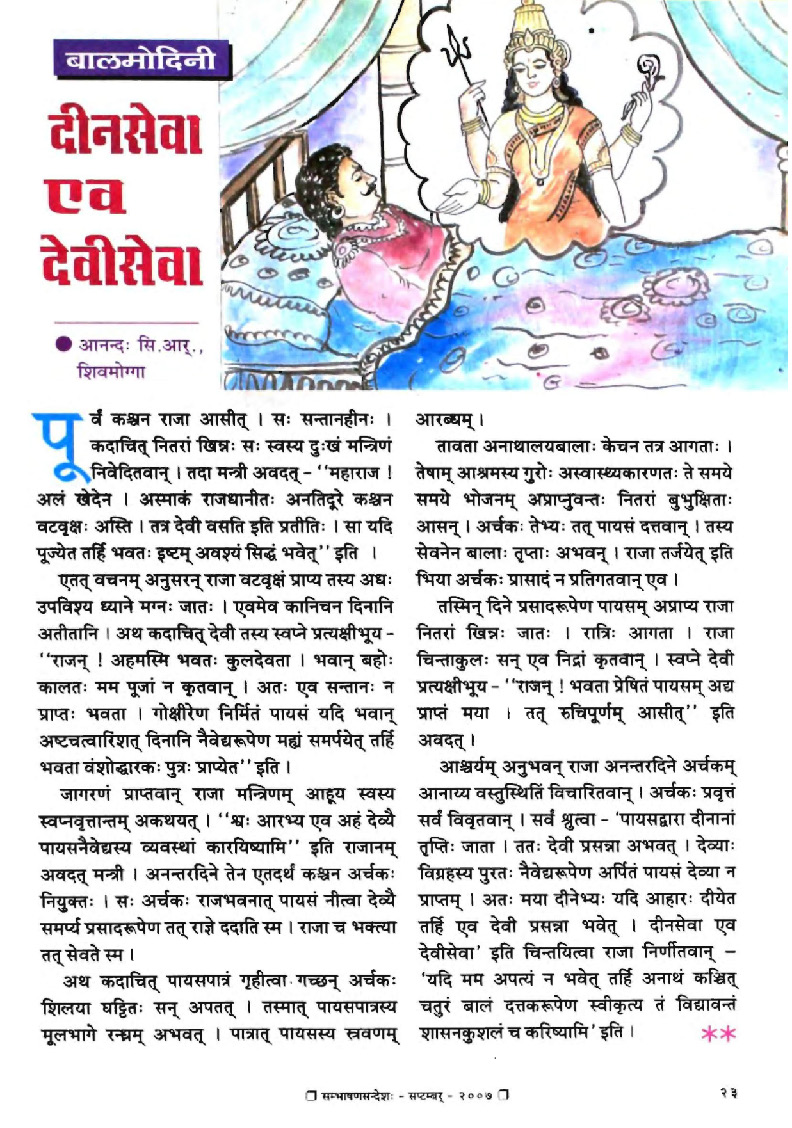 बालमोदिनी
दीनसेवा
एव
देवीसेवा
● आनन्दः सि.आर्.,
शिवमोग्गा
पूर्वं कश्चन राजा आसीत् । सः सन्तानहीनः ।
कदाचित् नितरां खिन्नः सः स्वस्य दुःखं मन्त्रिणं
निवेदितवान् । तदा मन्त्री अवदत् - ‘‘महाराज !
अलं खेदेन । अस्माकं राजधानीतः अनतिदूरे कश्चन
वटवृक्षः अस्ति । तत्र देवी वसति इति प्रतीतिः । सा यदि
पूज्येत तर्हि भवतः इष्टम् अवश्यं सिद्धं भवेत्’’ इति ।
एतत् वचनम् अनुसरन् राजा वटवृक्षं प्राप्य तस्य अधः
उपविश्य ध्याने मग्नः जातः । एवमेव कानिचन दिनानि
अतीतानि । अथ कदाचित् देवी तस्य स्वप्ने प्रत्यक्षीभूय -
‘‘राजन् ! अहमस्मि भवतः कुलदेवता । भवान् बहोः
कालतः मम पूजां न कृतवान् । अतः एव सन्तानः न
प्राप्तः भवता । गोक्षीरेण निर्मितं पायसं यदि भवान्
अष्टचत्वारिंशत् दिनानि नैवेद्यरूपेण मह्यं समर्पयेत् तर्हि
भवता वंशोद्धारकः पुत्रः प्राप्येत’’ इति ।
जागरणं प्राप्तवान् राजा मन्त्रिणम् आहूय स्वस्य
स्वप्नवृत्तान्तम् अकथयत् । ‘‘श्वः आरभ्य एव अहं देव्यै
पायसनैवेद्यस्य व्यवस्थां कारयिष्यामि’’ इति राजानम्
अवदत् मन्त्री । अनन्तरदिने तेन एतदर्थं कश्चन अर्चकः
नियुक्तः । सः अर्चकः राजभवनात् पायसं नीत्वा देव्यै
समर्प्य प्रसादरूपेण तत् राज्ञे ददाति स्म । राजा च भक्त्या
तत् सेवते स्म ।
अथ कदाचित् पायसपात्रं गृहीत्वा गच्छन् अर्चकः
शिलया घट्टितः सन् अपतत् । तस्मात् पायसपात्रस्य
मूलभागे रन्ध्रम् अभवत् । पात्रात् पायसस्य स्रवणम्
आरब्धम् ।
तावता अनाथालयबालाः केचन तत्र आगताः ।
तेषाम् आश्रमस्य गुरोः अस्वास्थ्यकारणतः ते समये
समये भोजनम् अप्राप्नुवन्तः नितरां बुभुक्षिताः
आसन् । अर्चकः तेभ्यः तत् पायसं दत्तवान् । तस्य
सेवनेन बालाः तृप्ताः अभवन् । राजा तर्जयेत् इति
भिया अर्चकः प्रासादं न प्रतिगतवान् एव ।
तस्मिन् दिने प्रसादरूपेण पायसम् अप्राप्य राजा
नितरां खिन्नः जातः । रात्रिः आगता । राजा
चिन्ताकुलः सन् एव निद्रां कृतवान् । स्वप्ने देवी
प्रत्यक्षीभूय - ‘‘राजन् ! भवता प्रेषितं पायसम् अद्य
प्राप्तं मया । तत् रुचिपूर्णम् आसीत्’’ इति
अवदत् ।
आश्चर्यम् अनुभवन् राजा अनन्तरदिने अर्चकम्
आनाय्य वस्तुस्थितिं विचारितवान् । अर्चकः प्रवृत्तं
सर्वं विवृतवान् । सर्वं श्रुत्वा - ‘पायसद्वारा दीनानां
तृप्तिः जाता । ततः देवी प्रसन्ना अभवत् । देव्याः
विग्रहस्य पुरतः नैवेद्यरूपेण अर्पितं पायसं देव्या न
प्राप्तम् । अतः मया दीनेभ्यः यदि आहारः दीयेत
तर्हि एव देवी प्रसन्ना भवेत् । दीनसेवा एव
देवीसेवा’ इति चिन्तयित्वा राजा निर्णीतवान् –
‘यदि मम अपत्यं न भवेत् तर्हि अनाथं कञ्चित्
चतुरं बालं दत्तकरूपेण स्वीकृत्य तं विद्यावन्तं
शासनकुशलं च करिष्यामि’ इति । **
❐ सम्भाषणसन्देशः - सप्टम्बर् - २००७ ❐
२३